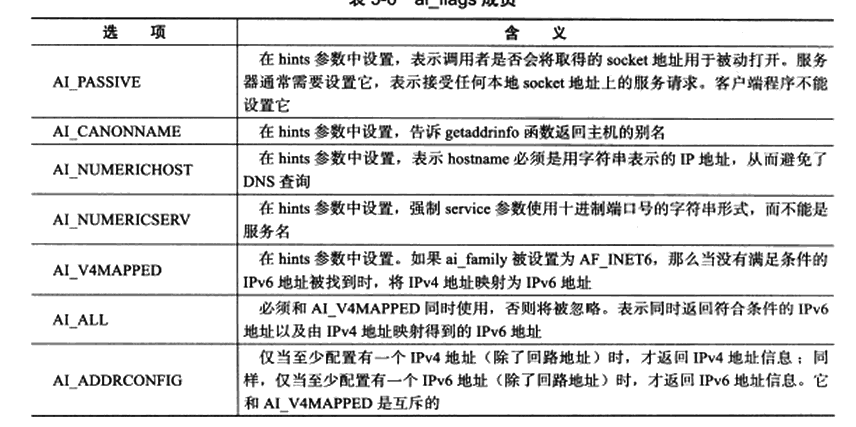 表 5-6 ai_flags 成员
选 项 含 义
AI_PASSIVE
在 hints 参数中设置，表示调用者是否会将取得的 socket 地址用于被动打开。服务
器通常需要设置它，表示接受任何本地 socket 地址上的服务请求。客户端程序不能
设置它
AI_CANONNAME 在 hints 参数中设置，告诉 getaddrinfo 函数返回主机的别名
AI_NUMERICHOST
在 hints 参数中设置，表示 hostname 必须是用字符串表示的 IP 地址，从而避免了
DNS 查询
AI_NUMERICSERV
在 hints 参数中设置，强制 service 参数使用十进制端口号的字符串形式，而不能是
服务名
AI_V4MAPPED
在 hints 参数中设置。如果 ai_family 被设置为 AF_INET6，那么当没有满足条件的
IPv6 地址被找到时，将 IPv4 地址映射为 IPv6 地址
AI_ALL
必须和 AI_V4MAPPED 同时使用，否则将被忽略。表示同时返回符合条件的 IPv6
地址以及由 IPv4 地址映射得到的 IPv6 地址
AI_ADDRCONFIG
仅当至少配置有一个 IPv4 地址（除了回路地址）时，才返回 IPv4 地址信息；同
样，仅当至少配置有一个 IPv6 地址（除了回路地址）时，才返回 IPv6 地址信息。它
和 AI_V4MAPPED 是互斥的